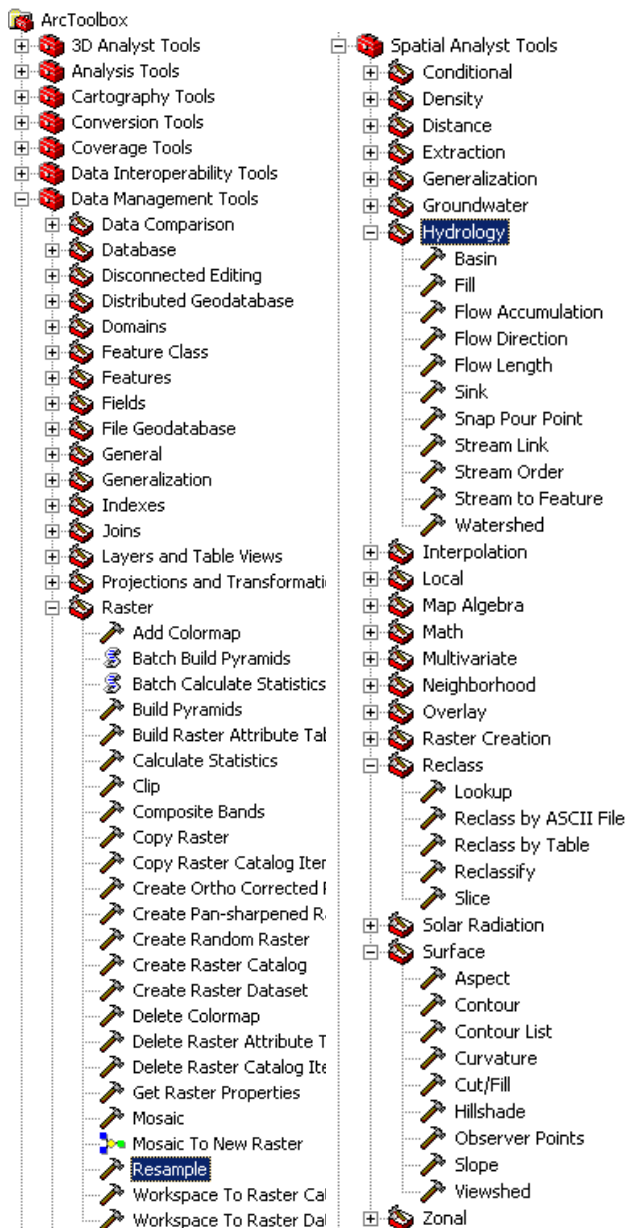 ArcToolbox
3D Analyst Tools
Analysis Tools
Cartography Tools
Conversion Tools
Coverage Tools
Data Interoperability Tools
Data Management Tools
Data Comparison
Database
Disconnected Editing
Distributed Geodatabase
Domains
Feature Class
Features
Fields
File Geodatabase
General
Generalization
Indexes
Joins
Layers and Table Views
Projections and Transformati
Raster
Add Colormap
Batch Build Pyramids
Batch Calculate Statistics
Build Pyramids
Build Raster Attribute Tal
Calculate Statistics
Clip
Composite Bands
Copy Raster
Copy Raster Catalog Iter
Create Ortho Corrected
Create Pan-sharpened R
Create Random Raster
Create Raster Catalog
Create Raster Dataset
Delete Colormap
Delete Raster Attribute T
Delete Raster Catalog Ite
Get Raster Properties
Mosaic
Mosaic To New Raster
Resample
Workspace To Raster Ca
Workspace To Raster Da
Spatial Analyst Tools
Conditional
Density
Distance
Extraction
Generalization
Groundwater
Hydrology
Basin
Fill
Flow Accumulation
Flow Direction
Flow Length
Sink
Snap Pour Point
Stream Link
Stream Order
Stream to Feature
Watershed
Interpolation
Local
Map Algebra
Math
Multivariate
Neighborhood
Overlay
Raster Creation
Reclass
Lookup
Reclass by ASCII File
Reclass by Table
Reclassify
Slice
Solar Radiation
Surface
Aspect
Contour
Contour List
Curvature
Cut/Fill
Hillshade
Observer Points
Slope
Viewshed
Zonal